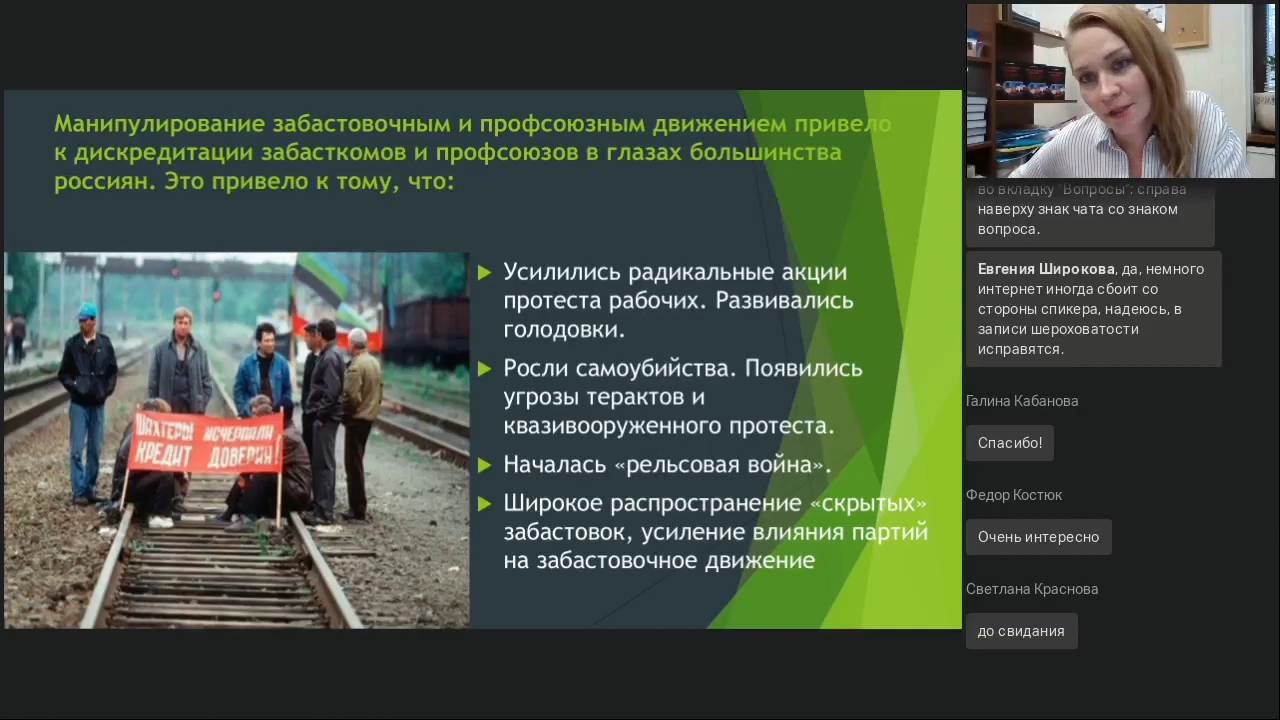 Манипулирование забастовочным и профсоюзным движением привело
к дискредитации забасткомов и профсоюзов в глазах большинства
россиян. Это привело к тому, что:
Усилились радикальные акции
протеста рабочих. Развивались
голодовки.
Росли самоубийства. Появились
угрозы терактов и
квазивооруженного протеста.
Началась «рельсовая война».
Широкое распространение «скрытых»
забастовок, усиление влияния партий
на забастовочное движение
ШАХТЕРЫ ИСЧЕРПАЛИ
КРЕДИТ ДОВЕРИЯ!
во вкладку "Вопросы": справа
наверху знак чата со знаком
вопроса.
Евгения Широкова, да, немного
интернет иногда сбоит со
стороны спикера, надеюсь, в
записи шероховатости
исправятся.
Галина Кабанова
Спасибо!
Федор Костюк
Очень интересно
Светлана Краснова
до свидания